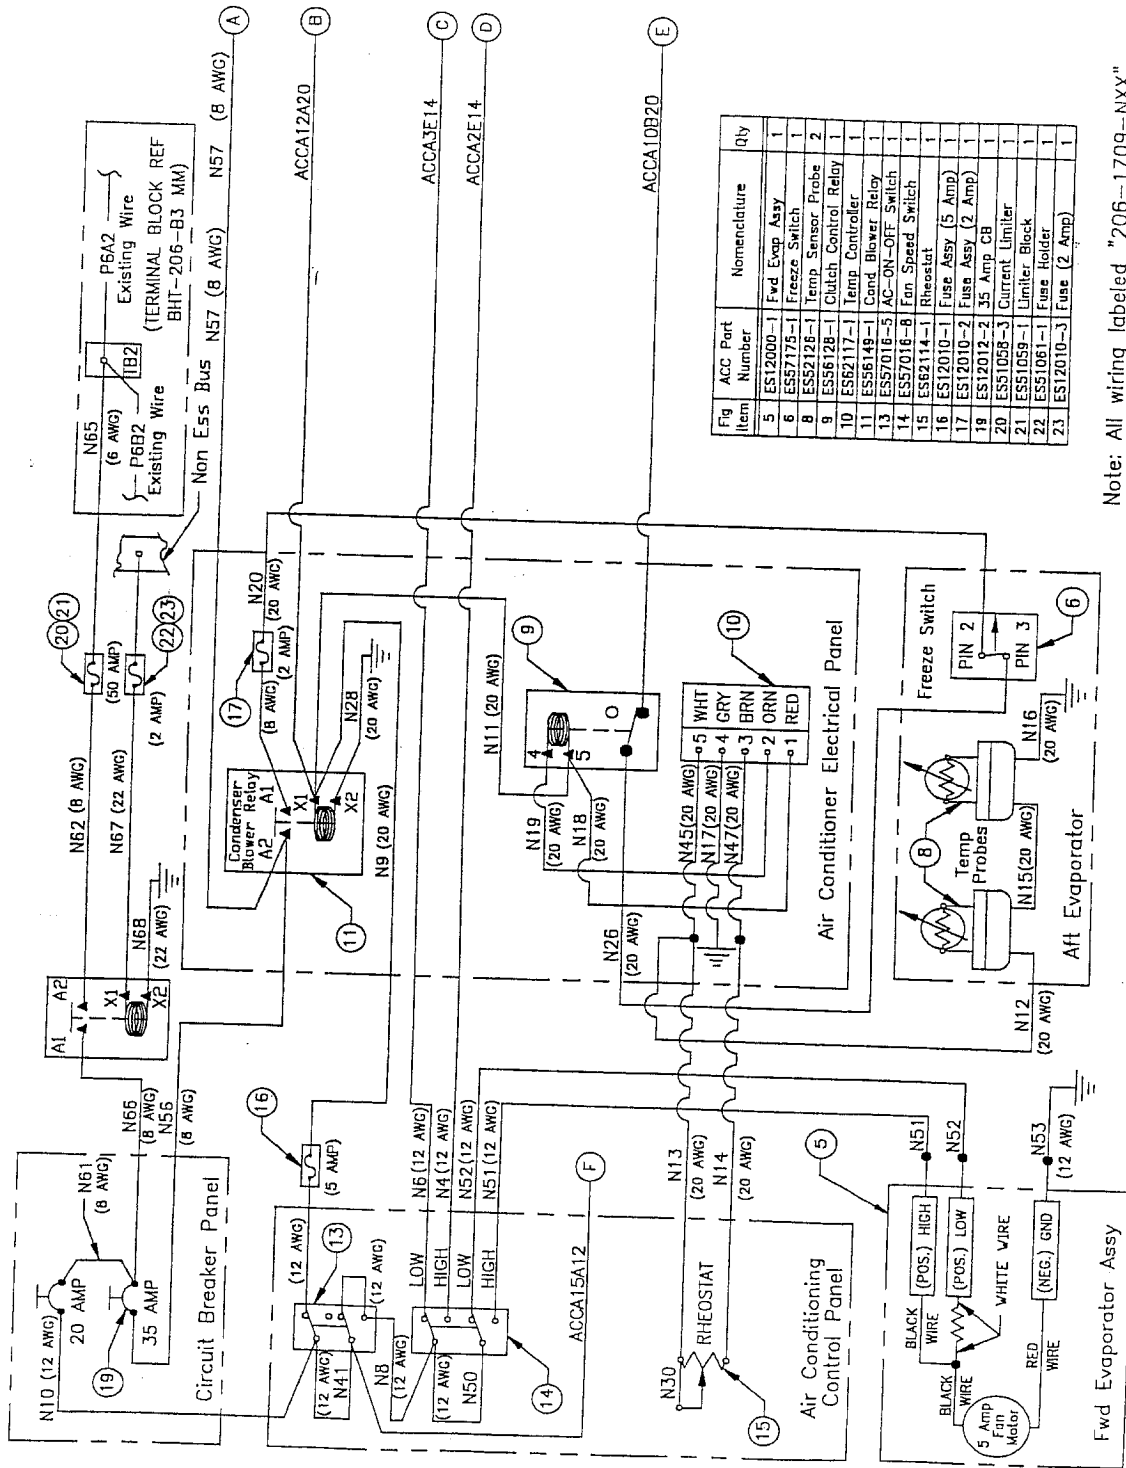 Circuit Breaker Panel
N10 (12 AWG)
20 AMP
35 AMP
19
N61
(8 AWG)
N66
(8 AWG)
N56
(8 AWG)
A1
A2
X1
X2
N62 (8 AWG)
N67 (22 AWG)
N68
(22 AWG)
20
21
(50 AMP)
22
23
(2 AMP)
N65
(6 AWG)
P6B2
Existing Wire
TB2
P6A2
Existing Wire
(TERMINAL BLOCK REF
BHT-206-B3 MM)
Non Ess Bus
N57 (8 AWG)
N57 (8 AWG)
A
Condenser
Blower Relay
A2
A1
X1
X2
11
17
(8 AWG)
(2 AMP)
N20
(20 AWG)
N28
(20 AWG)
N9 (20 AWG)
ACCA12A20
B
16
(5 AMP)
(12 AWG)
13
(12 AWG)
(12 AWG)
N41
N8
(12 AWG)
(12 AWG)
N50
14
LOW
HIGH
LOW
HIGH
N6 (12 AWG)
N4 (12 AWG)
N52 (12 AWG)
N51 (12 AWG)
ACCA3E14
C
ACCA2E14
D
ACCA15A12
F
N11 (20 AWG)
9
4
5
N19
(20 AWG)
N18
(20 AWG)
N26
(20 AWG)
ACCA10B20
E
10
5 WHT
4 GRY
3 BRN
2 ORN
1 RED
N45(20 AWG)
N17(20 AWG)
N47(20 AWG)
Air Conditioner Electrical Panel
N13
(20 AWG)
N14
(20 AWG)
N30
RHEOSTAT
15
Air Conditioning
Control Panel
Freeze Switch
PIN 2
PIN 3
6
8
Temp
Probes
N16
(20 AWG)
N15(20 AWG)
N12
(20 AWG)
Aft Evaporator
5
N51
N52
N53
(12 AWG)
(POS.) HIGH
(POS.) LOW
(NEG.) GND
BLACK
WIRE
BLACK
WIRE
WHITE WIRE
RED
WIRE
5 Amp
Fan
Motor
Fwd Evaporator Assy
Fig Item ACC Part Number Nomenclature Qty
5 ES12000-1 Fwd Evap Assy 1
6 ES57175-1 Freeze Switch 1
8 ES52126-1 Temp Sensor Probe 2
9 ES56128-1 Clutch Control Relay 1
10 ES62117-1 Temp Controller 1
11 ES56149-1 Cond Blower Relay 1
13 ES57016-5 AC-ON-OFF Switch 1
14 ES57016-8 Fan Speed Switch 1
15 ES62114-1 Rheostat 1
16 ES12010-1 Fuse Assy (5 Amp) 1
17 ES12010-2 Fuse Assy (2 Amp) 1
19 ES12012-2 35 Amp CB 1
20 ES51058-3 Current Limiter 1
21 ES51059-1 Limiter Block 1
22 ES51061-1 Fuse Holder 1
23 ES12010-3 Fuse (2 Amp) 1
Note: All wiring labeled "206-1709-NXX"